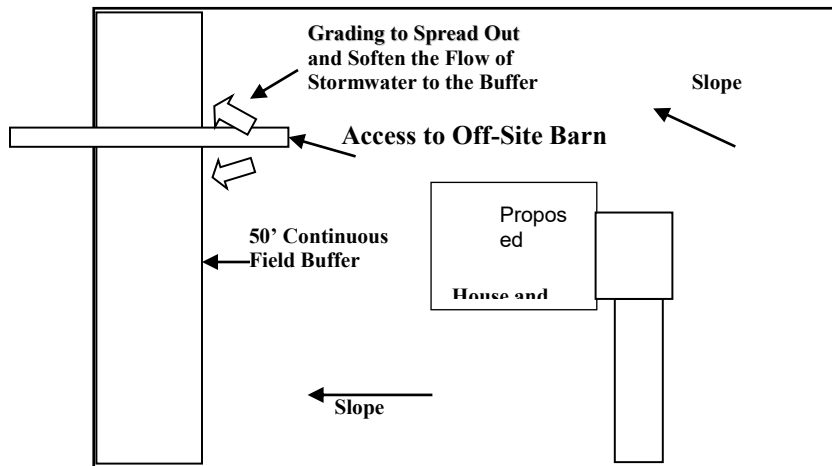 Grading to Spread Out
and Soften the Flow of
Stormwater to the Buffer
Slope
Access to Off-Site Barn
Propos
ed
50’ Continuous
Field Buffer
House and
Slope